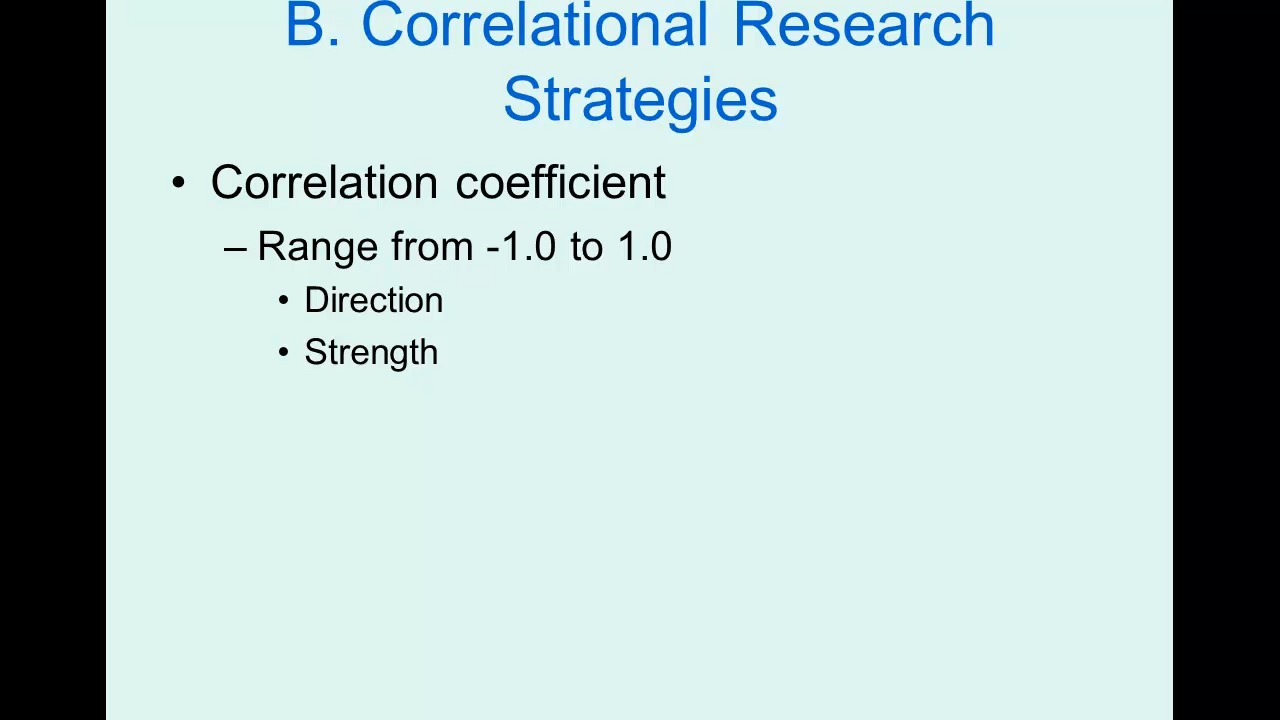 B. Correlational Research
Strategies
• Correlation coefficient
– Range from -1.0 to 1.0
• Direction
• Strength